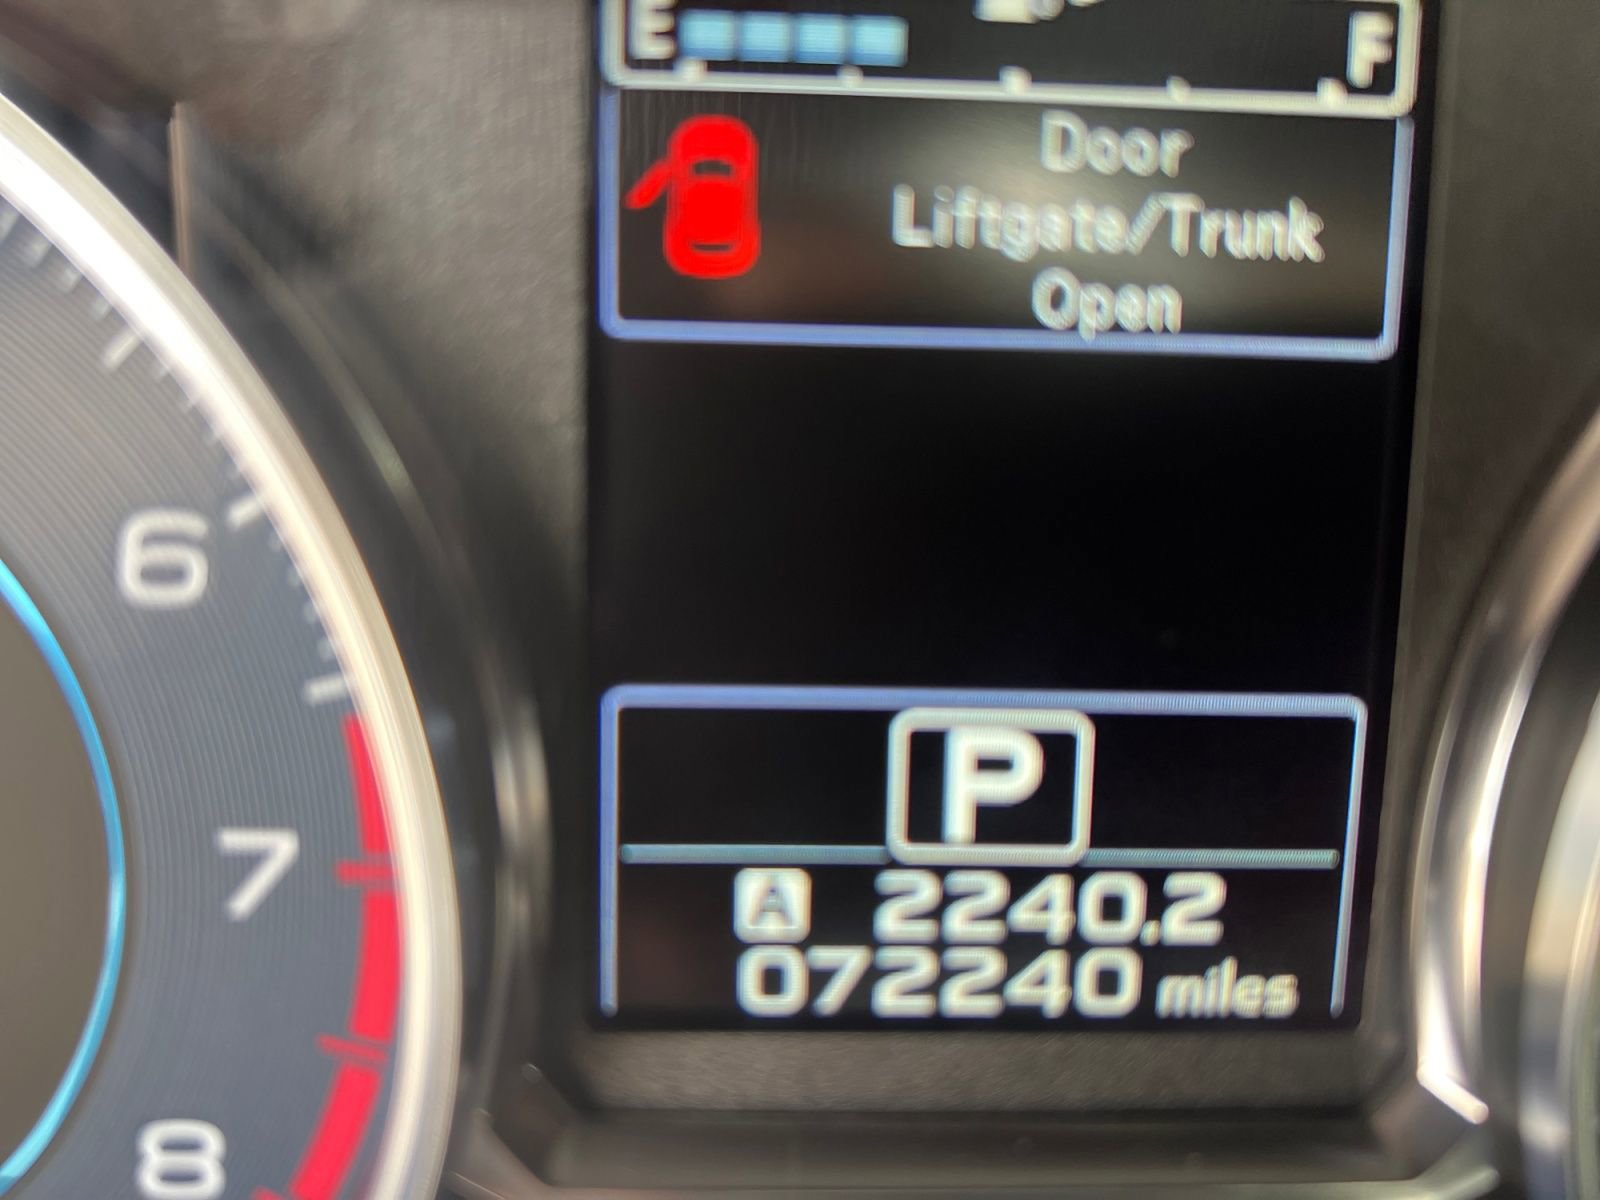 E F
Door
Liftgate/Trunk
Open
6
7
8
P
A 2240.2
072240 miles